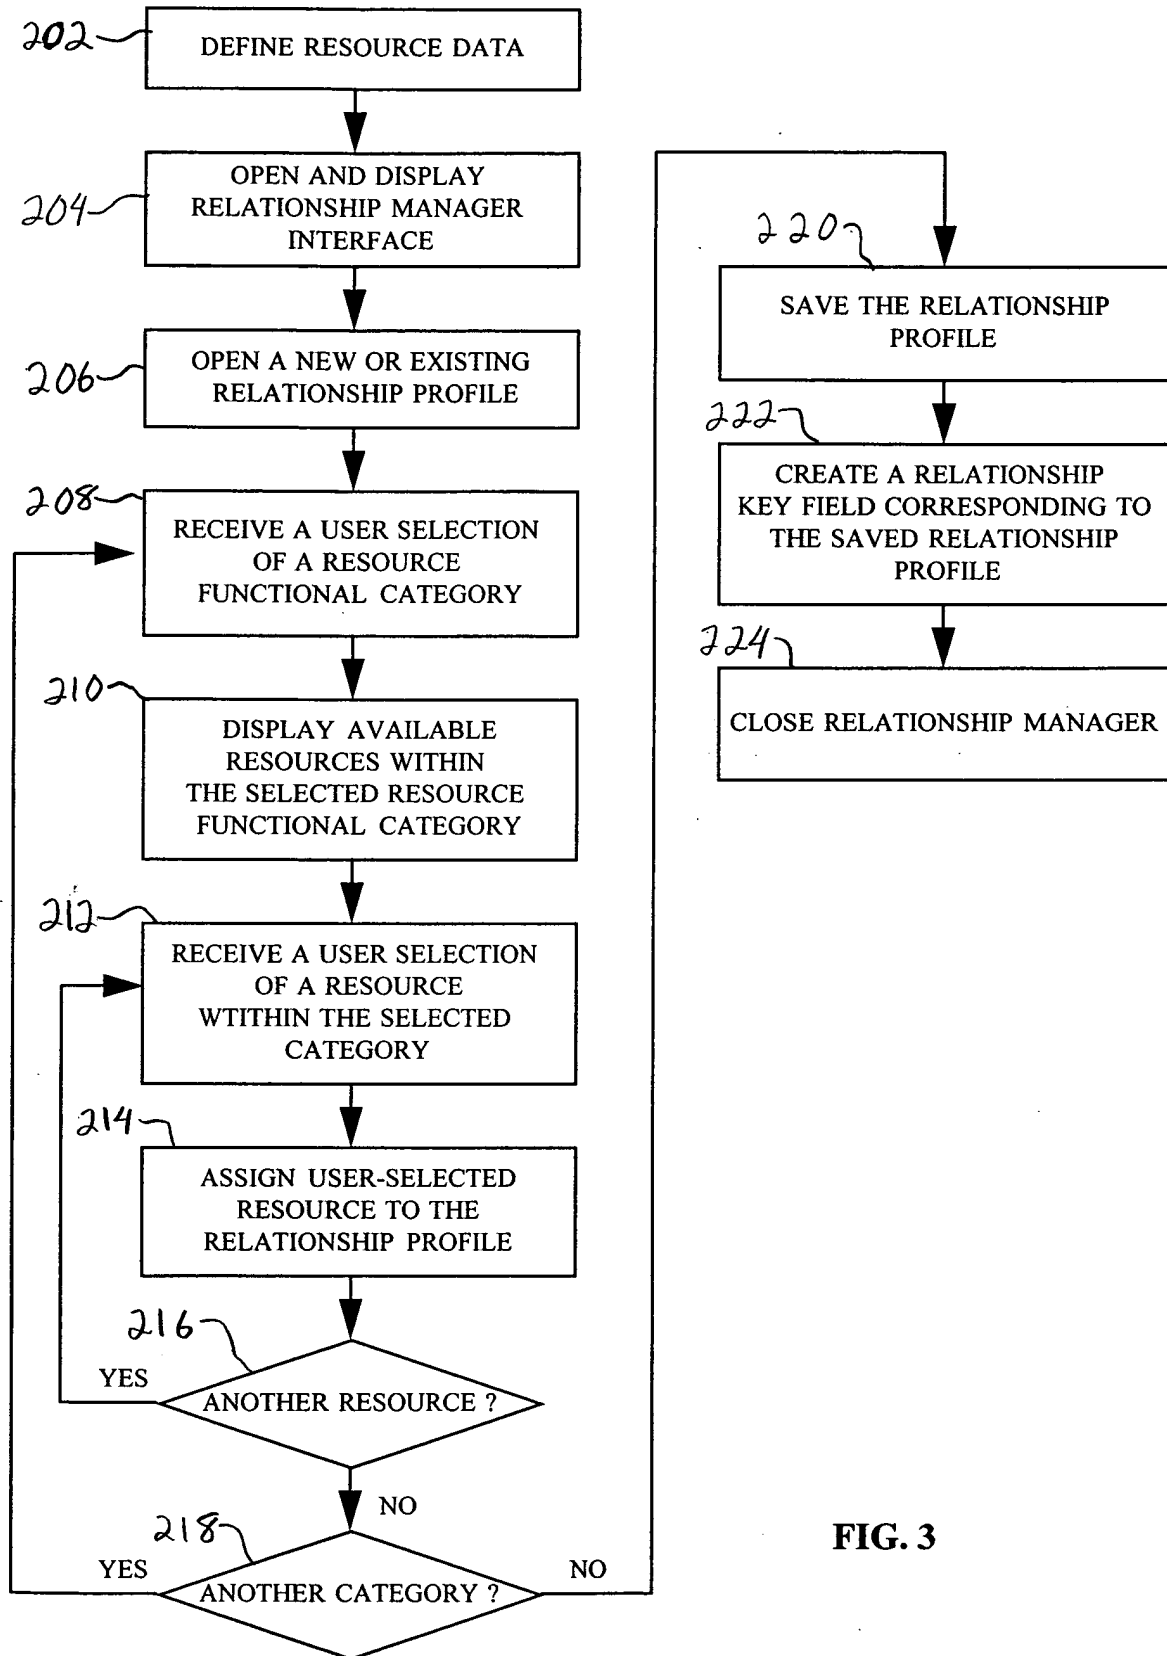 202
DEFINE RESOURCE DATA
204
OPEN AND DISPLAY
RELATIONSHIP MANAGER
INTERFACE
206
OPEN A NEW OR EXISTING
RELATIONSHIP PROFILE
208
RECEIVE A USER SELECTION
OF A RESOURCE
FUNCTIONAL CATEGORY
210
DISPLAY AVAILABLE
RESOURCES WITHIN
THE SELECTED RESOURCE
FUNCTIONAL CATEGORY
212
RECEIVE A USER SELECTION
OF A RESOURCE
WTITHIN THE SELECTED
CATEGORY
214
ASSIGN USER-SELECTED
RESOURCE TO THE
RELATIONSHIP PROFILE
216
YES
ANOTHER RESOURCE ?
NO
218
YES
ANOTHER CATEGORY ?
NO
220
SAVE THE RELATIONSHIP
PROFILE
222
CREATE A RELATIONSHIP
KEY FIELD CORRESPONDING TO
THE SAVED RELATIONSHIP
PROFILE
224
CLOSE RELATIONSHIP MANAGER
FIG. 3